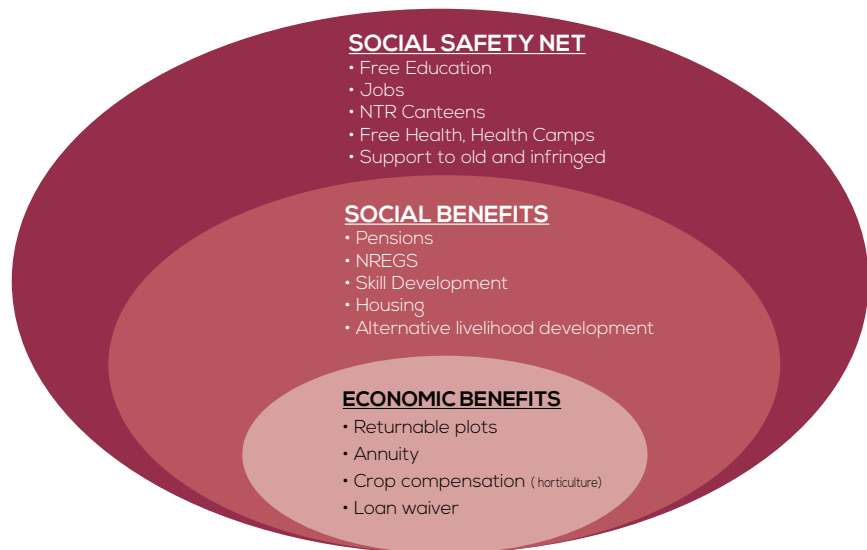 SOCIAL SAFETY NET
• Free Education
• Jobs
• NTR Canteens
• Free Health, Health Camps
• Support to old and infringed
SOCIAL BENEFITS
• Pensions
• NREGS
• Skill Development
• Housing
• Alternative livelihood development
ECONOMIC BENEFITS
• Returnable plots
• Annuity
• Crop compensation ( horticulture)
• Loan waiver